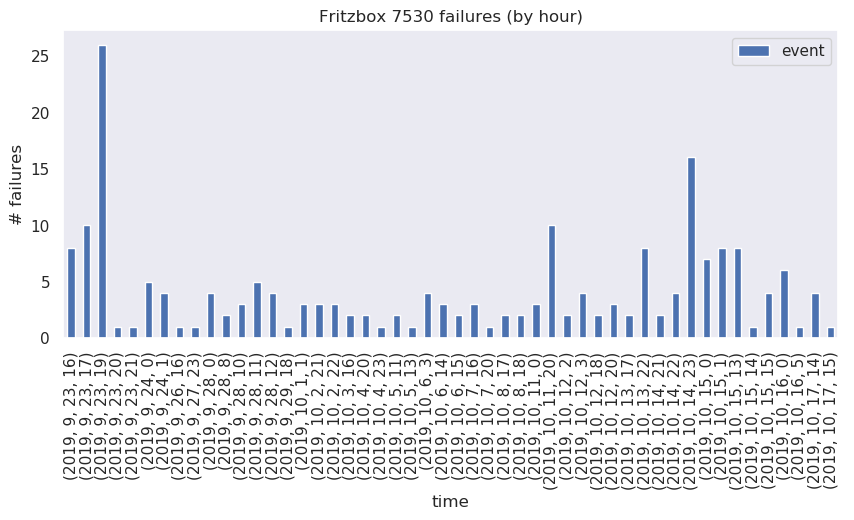 Fritzbox 7530 failures (by hour)
event
# failures
25
20
15
10
5
0
(2019, 9, 23, 16)
(2019, 9, 23, 17)
(2019, 9, 23, 19)
(2019, 9, 23, 20)
(2019, 9, 23, 21)
(2019, 9, 24, 0)
(2019, 9, 24, 1)
(2019, 9, 26, 16)
(2019, 9, 27, 23)
(2019, 9, 28, 0)
(2019, 9, 28, 8)
(2019, 9, 28, 10)
(2019, 9, 28, 11)
(2019, 9, 28, 12)
(2019, 9, 29, 18)
(2019, 10, 1, 1)
(2019, 10, 2, 21)
(2019, 10, 2, 22)
(2019, 10, 3, 16)
(2019, 10, 4, 20)
(2019, 10, 4, 23)
(2019, 10, 5, 11)
(2019, 10, 5, 13)
(2019, 10, 6, 3)
(2019, 10, 6, 14)
(2019, 10, 6, 15)
(2019, 10, 7, 16)
(2019, 10, 7, 20)
(2019, 10, 8, 17)
(2019, 10, 8, 18)
(2019, 10, 11, 0)
(2019, 10, 11, 20)
(2019, 10, 12, 2)
(2019, 10, 12, 3)
(2019, 10, 12, 18)
(2019, 10, 12, 20)
(2019, 10, 13, 17)
(2019, 10, 13, 22)
(2019, 10, 14, 21)
(2019, 10, 14, 22)
(2019, 10, 14, 23)
(2019, 10, 15, 0)
(2019, 10, 15, 1)
(2019, 10, 15, 13)
(2019, 10, 15, 14)
(2019, 10, 15, 15)
(2019, 10, 16, 0)
(2019, 10, 16, 5)
(2019, 10, 17, 14)
(2019, 10, 17, 15)
time